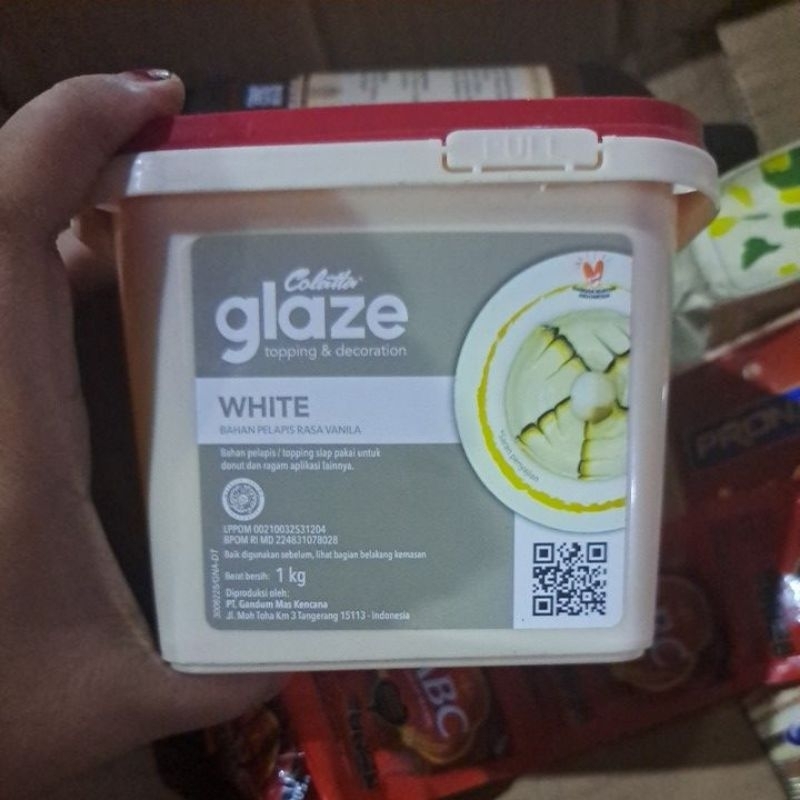 PULL
Colatta
glaze
topping & decoration
WHITE
BAHAN PELAPIS RASA VANILA
Bahan pelapis / topping siap pakai untuk
donut dan ragam aplikasi lainnya.
*Saran penyajian
LPPOM 00210032531204
BPOM RI MD 224831078028
Baik digunakan sebelum, lihat bagian belakang kemasan
Berat bersih: 1 kg
Diproduksi oleh:
PT. Gandum Mas Kencana
Jl. Moh Toha Km 3 Tangerang 15113 - Indonesia
ABC